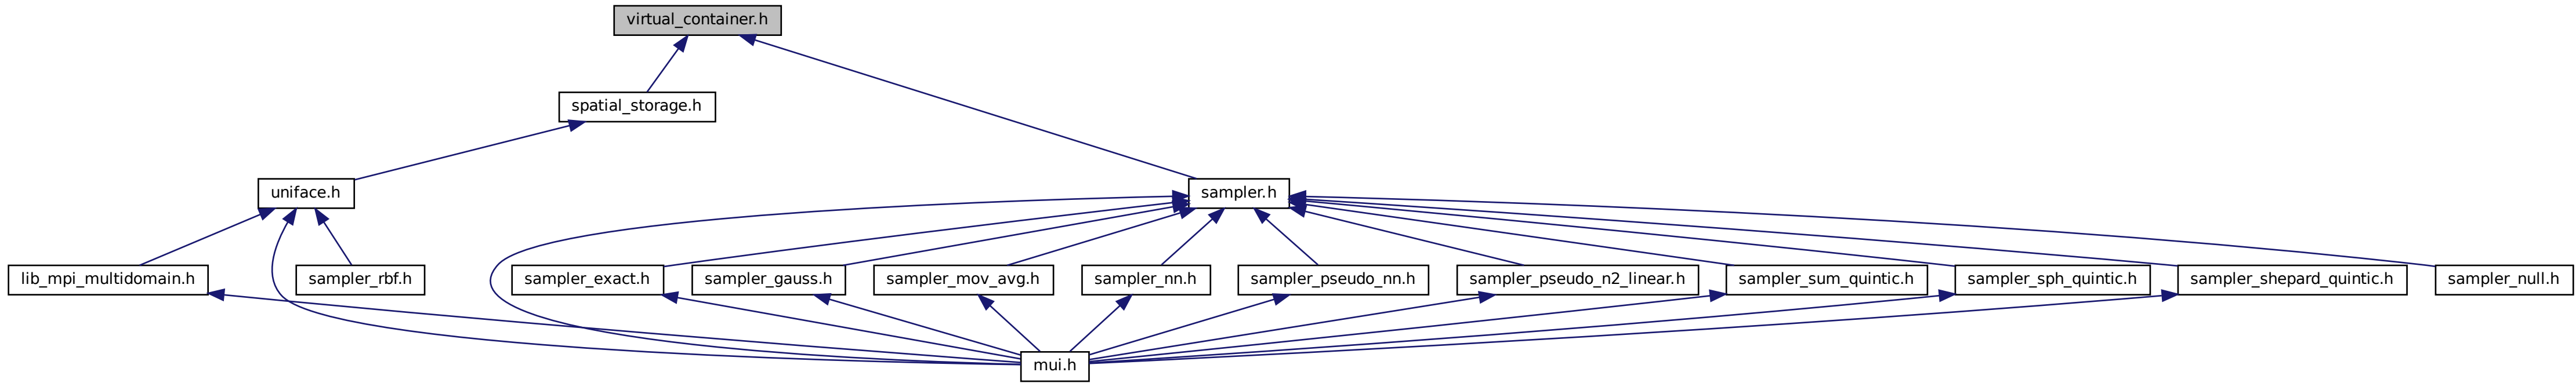 virtual_container.h
spatial_storage.h
uniface.h
sampler.h
lib_mpi_multidomain.h
sampler_rbf.h
sampler_exact.h
sampler_gauss.h
sampler_mov_avg.h
sampler_nn.h
sampler_pseudo_nn.h
sampler_pseudo_n2_linear.h
sampler_sum_quintic.h
sampler_sph_quintic.h
sampler_shepard_quintic.h
sampler_null.h
mui.h